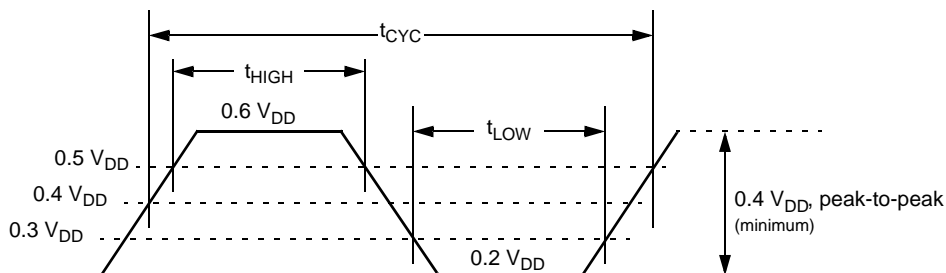 tCYC
tHIGH
0.6 VDD
tLOW
0.5 VDD
0.4 VDD
0.4 VDD, peak-to-peak
(minimum)
0.3 VDD
0.2 VDD